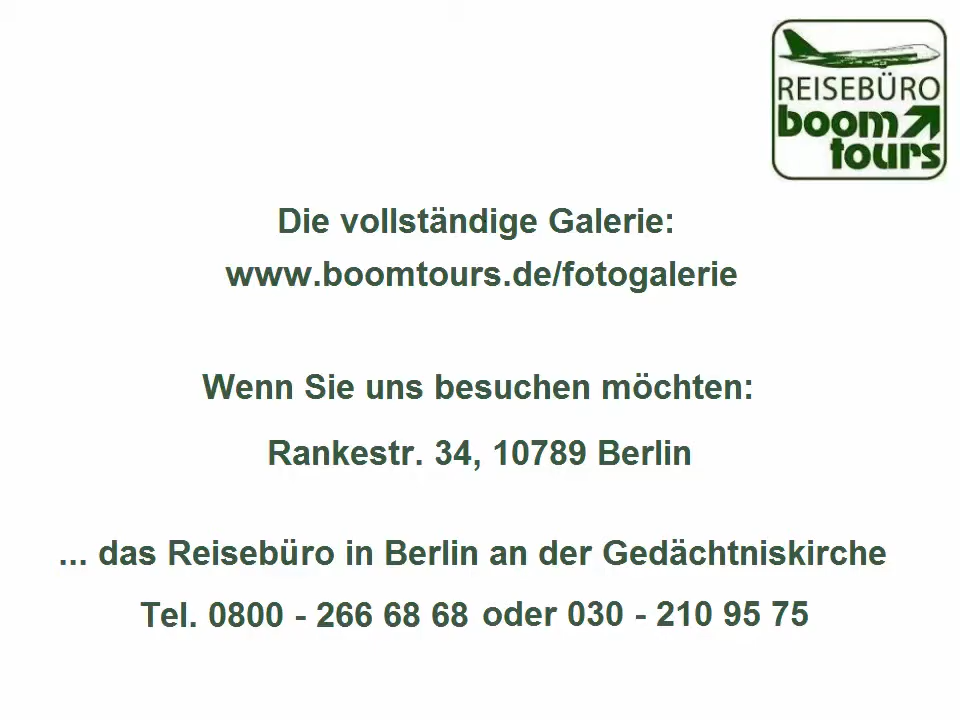 REISEBÜRO
boom
tours
Die vollständige Galerie:
www.boomtours.de/fotogalerie
Wenn Sie uns besuchen möchten:
Rankestr. 34, 10789 Berlin
... das Reisebüro in Berlin an der Gedächtniskirche
Tel. 0800 - 266 68 68 oder 030 - 210 95 75